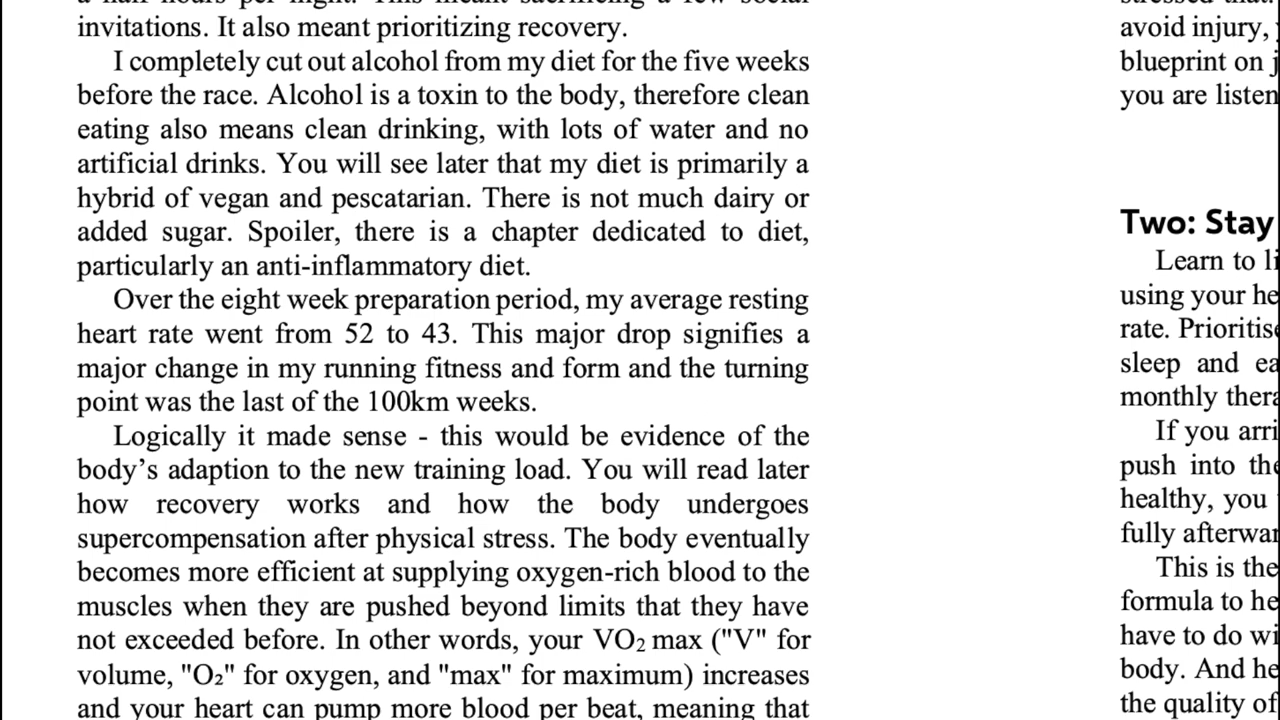 invitations. It also meant prioritizing recovery.
I completely cut out alcohol from my diet for the five weeks
before the race. Alcohol is a toxin to the body, therefore clean
eating also means clean drinking, with lots of water and no
artificial drinks. You will see later that my diet is primarily a
hybrid of vegan and pescatarian. There is not much dairy or
added sugar. Spoiler, there is a chapter dedicated to diet,
particularly an anti-inflammatory diet.
Over the eight week preparation period, my average resting
heart rate went from 52 to 43. This major drop signifies a
major change in my running fitness and form and the turning
point was the last of the 100km weeks.
Logically it made sense - this would be evidence of the
body’s adaption to the new training load. You will read later
how recovery works and how the body undergoes
supercompensation after physical stress. The body eventually
becomes more efficient at supplying oxygen-rich blood to the
muscles when they are pushed beyond limits that they have
not exceeded before. In other words, your VO₂ max ("V" for
volume, "O₂" for oxygen, and "max" for maximum) increases
and your heart can pump more blood per beat, meaning that
avoid injury,
blueprint on
you are listen
Two: Stay
Learn to
using your
rate.
sleep and
monthly
If you
push into
healthy, you
fully
This is the
formula to
have to do
body. And
the quality of